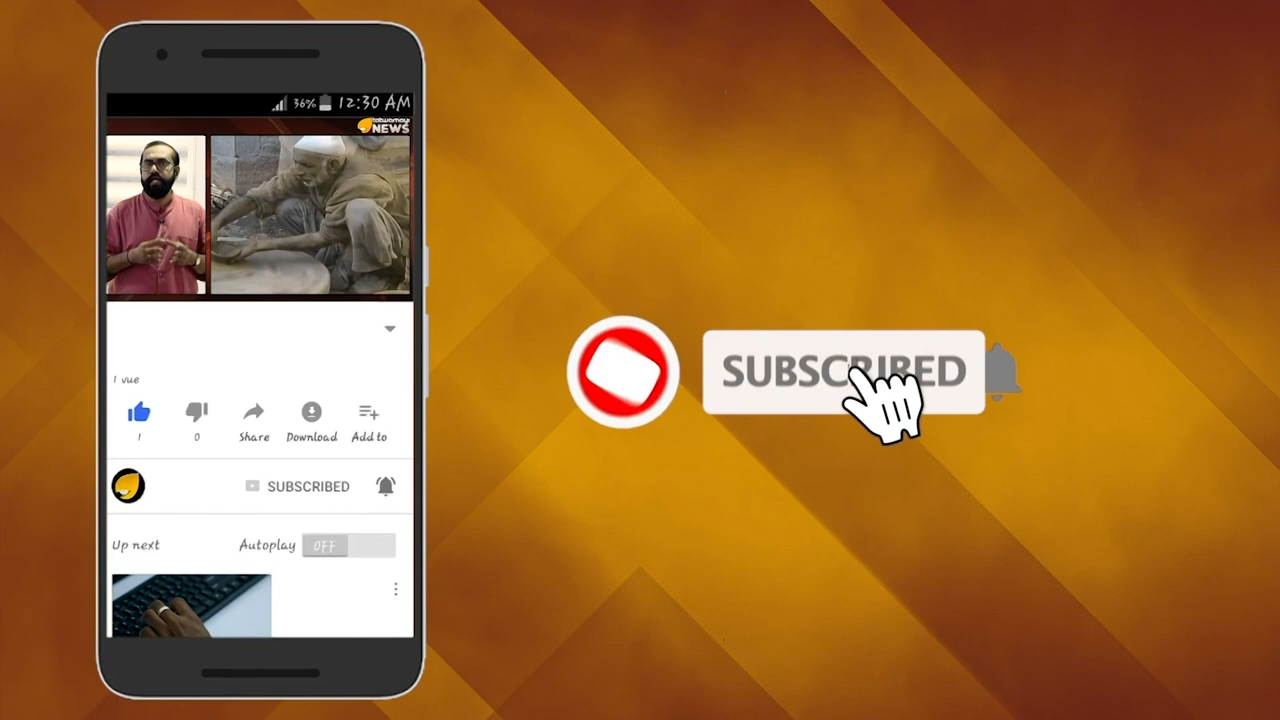 36% 12:30 AM
tatwamayi
NEWS
1 vue
1
0
Share
Download
Add to
SUBSCRIBED
Up next
Autoplay
OFF
SUBSCRIBED